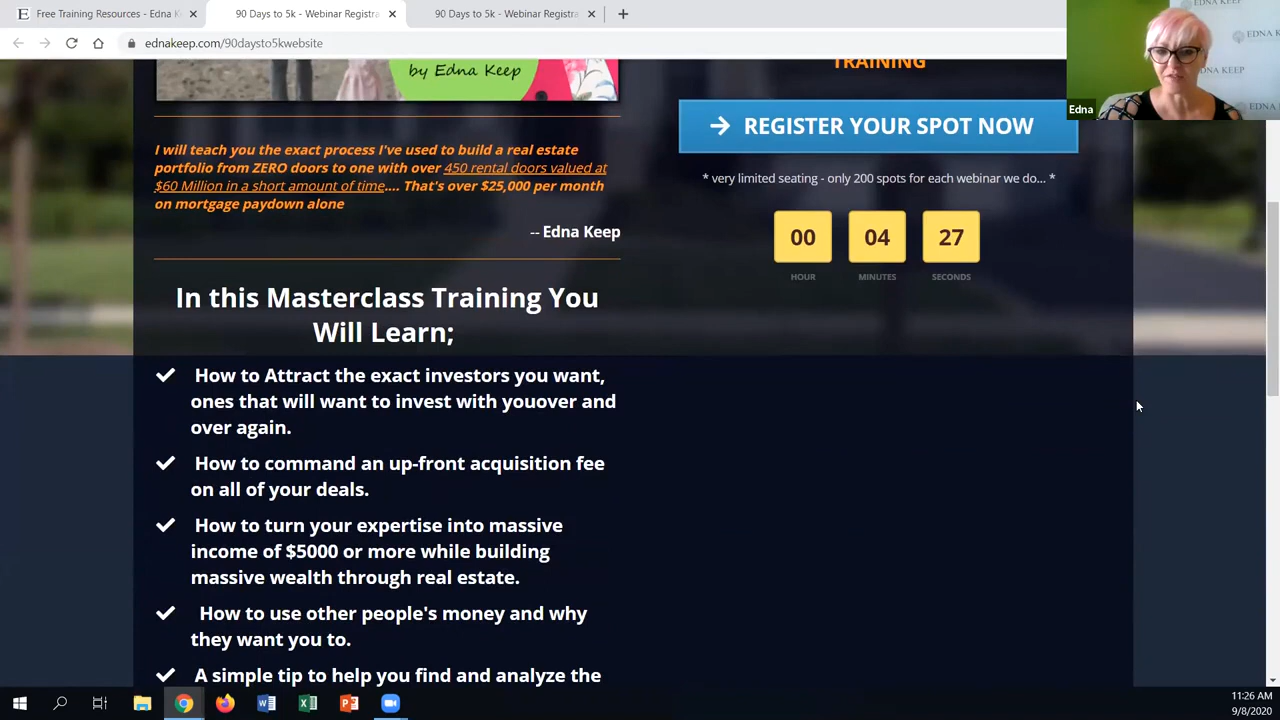 Free Training Resources - Edna K
90 Days to 5k - Webinar Registra
90 Days to 5k - Webinar Registra
ednakeep.com/90daysto5kwebsite
EDNA KEEP
EDNA KEEP
Edna
by Edna Keep
TRAINING
REGISTER YOUR SPOT NOW
* very limited seating - only 200 spots for each webinar we do... *
00
04
27
HOUR
MINUTES
SECONDS
I will teach you the exact process I've used to build a real estate
portfolio from ZERO doors to one with over 450 rental doors valued at
$60 Million in a short amount of time.... That's over $25,000 per month
on mortgage paydown alone
-- Edna Keep
In this Masterclass Training You
Will Learn;
How to Attract the exact investors you want,
ones that will want to invest with youover and
over again.
How to command an up-front acquisition fee
on all of your deals.
How to turn your expertise into massive
income of $5000 or more while building
massive wealth through real estate.
How to use other people's money and why
they want you to.
A simple tip to help you find and analyze the
11:26 AM
9/8/2020